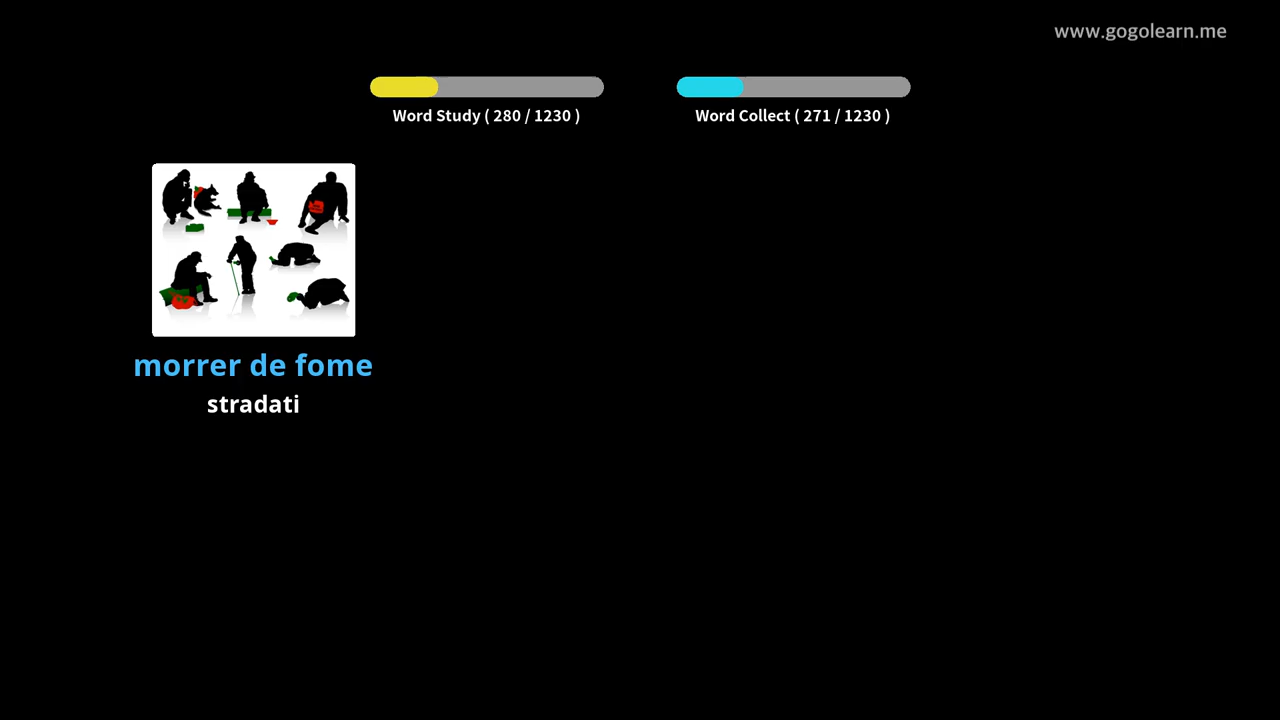 www.gogolearn.me
Word Study ( 280 / 1230 )
Word Collect ( 271 / 1230 )
morrer de fome
stradati